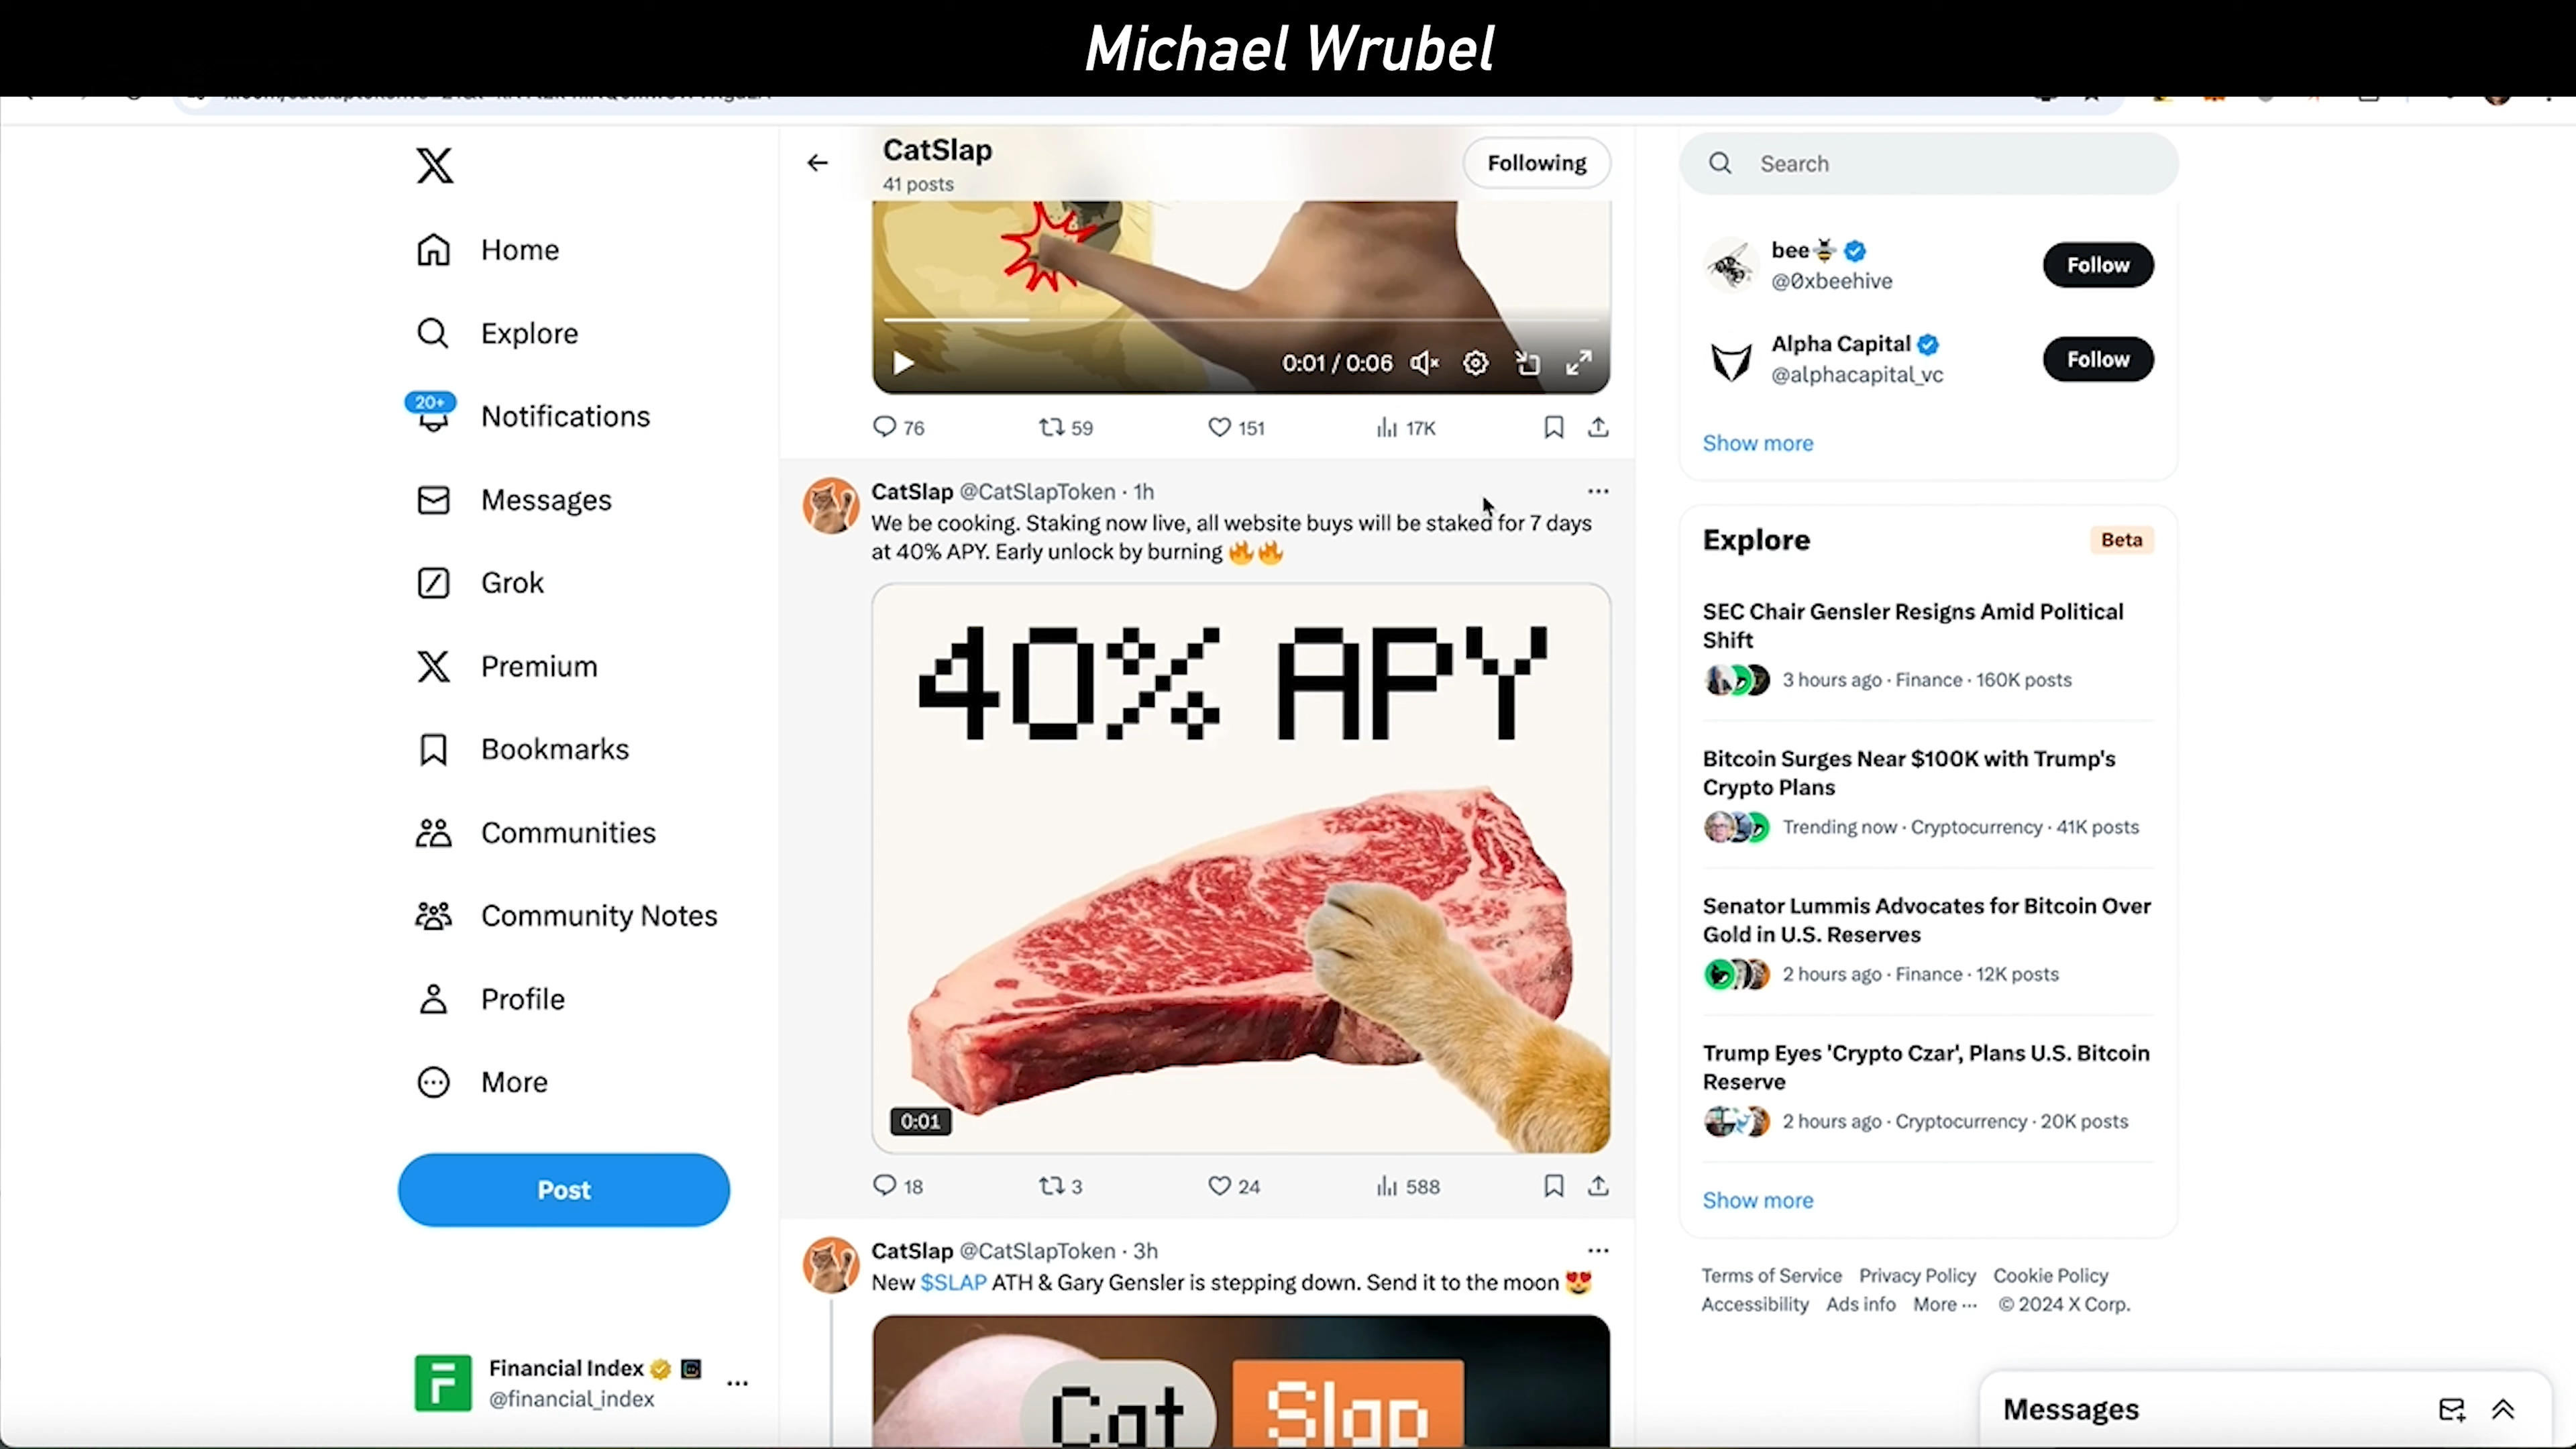 Michael Wrubel
CatSlap
41 posts
Following
Search
Home
Explore
20+
Notifications
Messages
Grok
Premium
Bookmarks
Communities
Community Notes
Profile
More
Post
Financial Index
@financial_index
0:01 / 0:06
76 59 151 17K
CatSlap @CatSlapToken · 1h
We be cooking. Staking now live, all website buys will be staked for 7 days
at 40% APY. Early unlock by burning 🔥🔥
40% APY
0:01
18 3 24 588
CatSlap @CatSlapToken · 3h
New $SLAP ATH & Gary Gensler is stepping down. Send it to the moon 😻
Cat Slap
bee🐝
@0xbeehive
Follow
Alpha Capital
@alphacapital_vc
Follow
Show more
Explore
Beta
SEC Chair Gensler Resigns Amid Political
Shift
3 hours ago · Finance · 160K posts
Bitcoin Surges Near $100K with Trump's
Crypto Plans
Trending now · Cryptocurrency · 41K posts
Senator Lummis Advocates for Bitcoin Over
Gold in U.S. Reserves
2 hours ago · Finance · 12K posts
Trump Eyes 'Crypto Czar', Plans U.S. Bitcoin
Reserve
2 hours ago · Cryptocurrency · 20K posts
Show more
Terms of Service Privacy Policy Cookie Policy
Accessibility Ads info More ··· © 2024 X Corp.
Messages